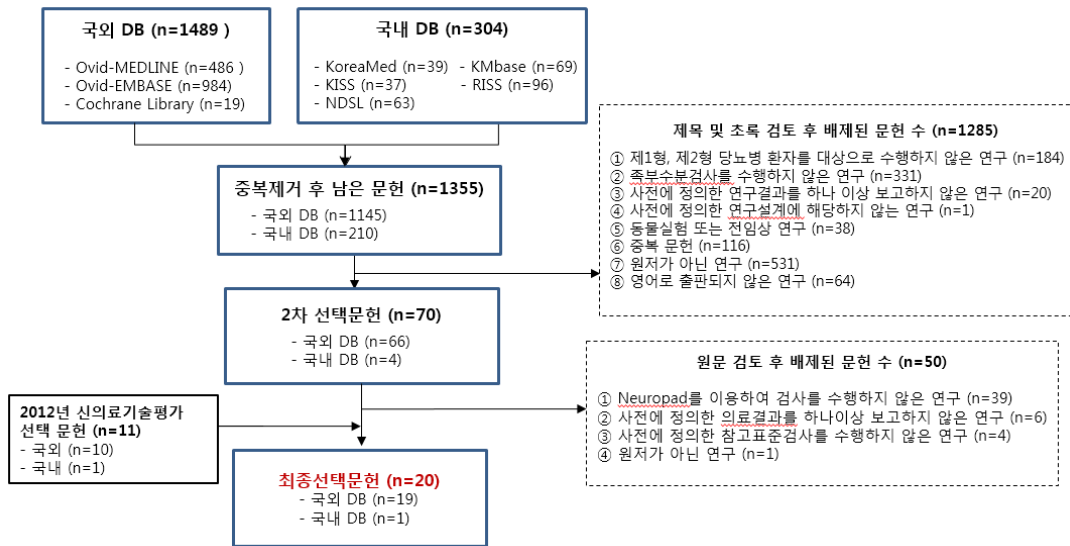 국외 DB (n=1489 )
- Ovid-MEDLINE (n=486 )
- Ovid-EMBASE (n=984)
- Cochrane Library (n=19)
국내 DB (n=304)
- KoreaMed (n=39) - KMbase (n=69)
- KISS (n=37) - RISS (n=96)
- NDSL (n=63)
중복제거 후 남은 문헌 (n=1355)
- 국외 DB (n=1145)
- 국내 DB (n=210)
제목 및 초록 검토 후 배제된 문헌 수 (n=1285)
① 제1형, 제2형 당뇨병 환자를 대상으로 수행하지 않은 연구 (n=184)
② 족부수분검사를 수행하지 않은 연구 (n=331)
③ 사전에 정의한 연구결과를 하나 이상 보고하지 않은 연구 (n=20)
④ 사전에 정의한 연구설계에 해당하지 않는 연구 (n=1)
⑤ 동물실험 또는 전임상 연구 (n=38)
⑥ 중복 문헌 (n=116)
⑦ 원저가 아닌 연구 (n=531)
⑧ 영어로 출판되지 않은 연구 (n=64)
2차 선택문헌 (n=70)
- 국외 DB (n=66)
- 국내 DB (n=4)
원문 검토 후 배제된 문헌 수 (n=50)
① Neuropad를 이용하여 검사를 수행하지 않은 연구 (n=39)
② 사전에 정의한 의료결과를 하나이상 보고하지 않은 연구 (n=6)
③ 사전에 정의한 참고표준검사를 수행하지 않은 연구 (n=4)
④ 원저가 아닌 연구 (n=1)
2012년 신의료기술평가
선택 문헌 (n=11)
- 국외 (n=10)
- 국내 (n=1)
최종선택문헌 (n=20)
- 국외 DB (n=19)
- 국내 DB (n=1)